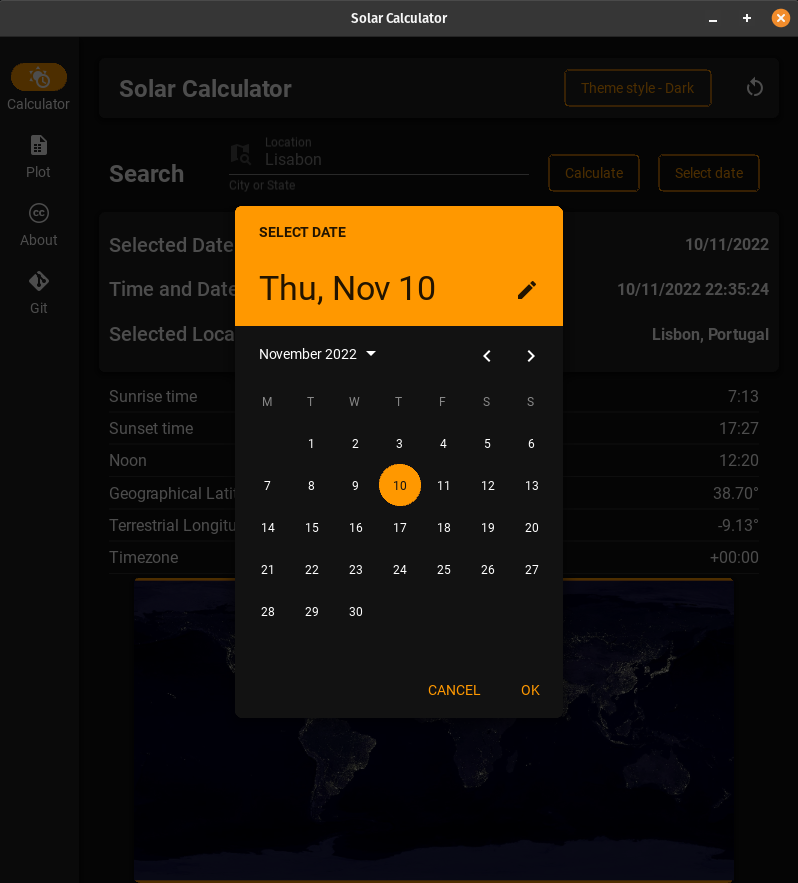 Solar Calculator
Calculator
Plot
About
Git
Solar Calculator
Theme style - Dark
Search
Location
Lisabon
City or State
Calculate
Select date
Selected Date
10/11/2022
Time and Date
10/11/2022 22:35:24
Selected Loca
Lisbon, Portugal
Sunrise time
7:13
Sunset time
17:27
Noon
12:20
Geographical Lati
38.70°
Terrestrial Longitu
-9.13°
Timezone
+00:00
SELECT DATE
Thu, Nov 10
November 2022
M T W T F S S
1 2 3 4 5 6
7 8 9 10 11 12 13
14 15 16 17 18 19 20
21 22 23 24 25 26 27
28 29 30
CANCEL OK